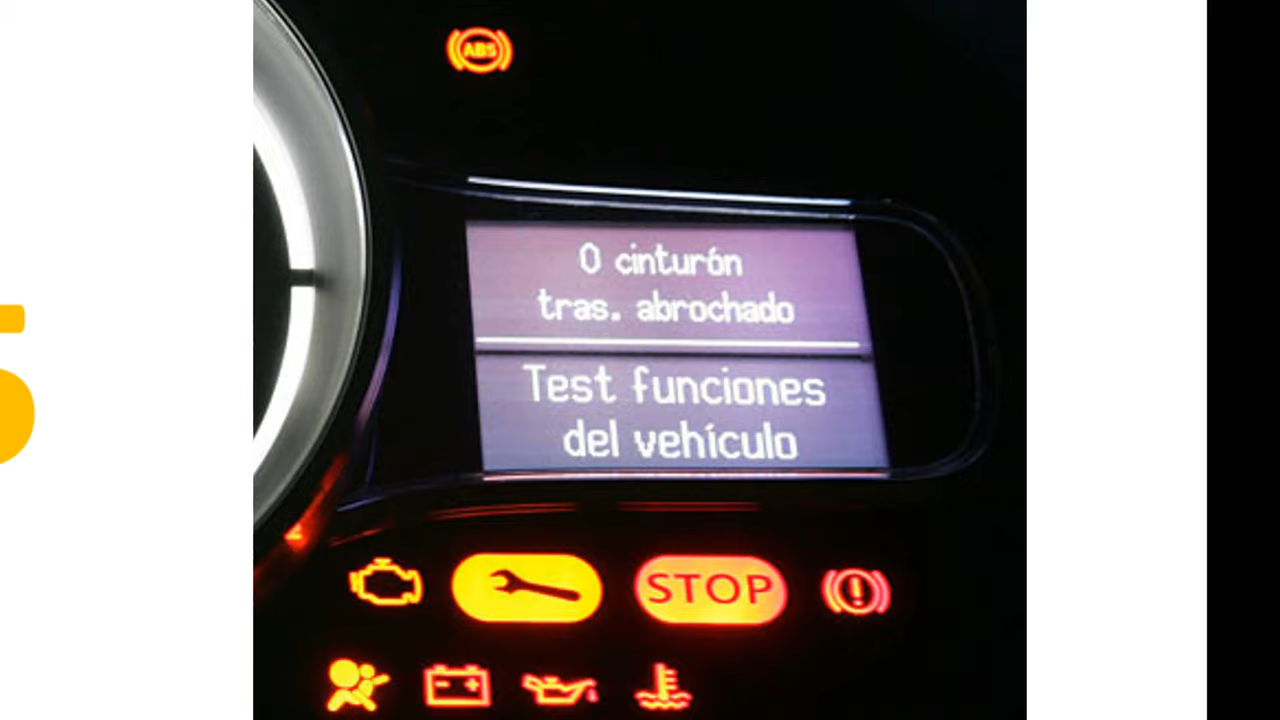 ABS
0 cinturón
tras. abrochado
Test funciones
del vehículo
STOP